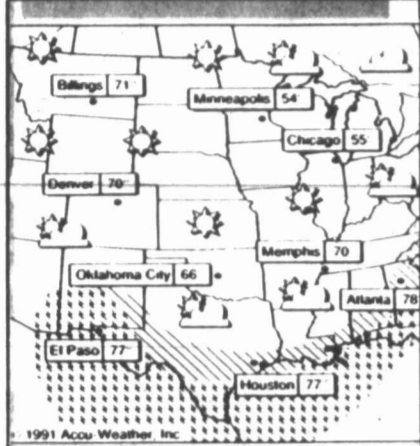 Billings 71°
Minneapolis 54°
Chicago 55°
Denver 70°
Memphis 70
Oklahoma City 66
Atlanta 78
El Paso 77°
Houston 77
© 1991 Accu-Weather, Inc